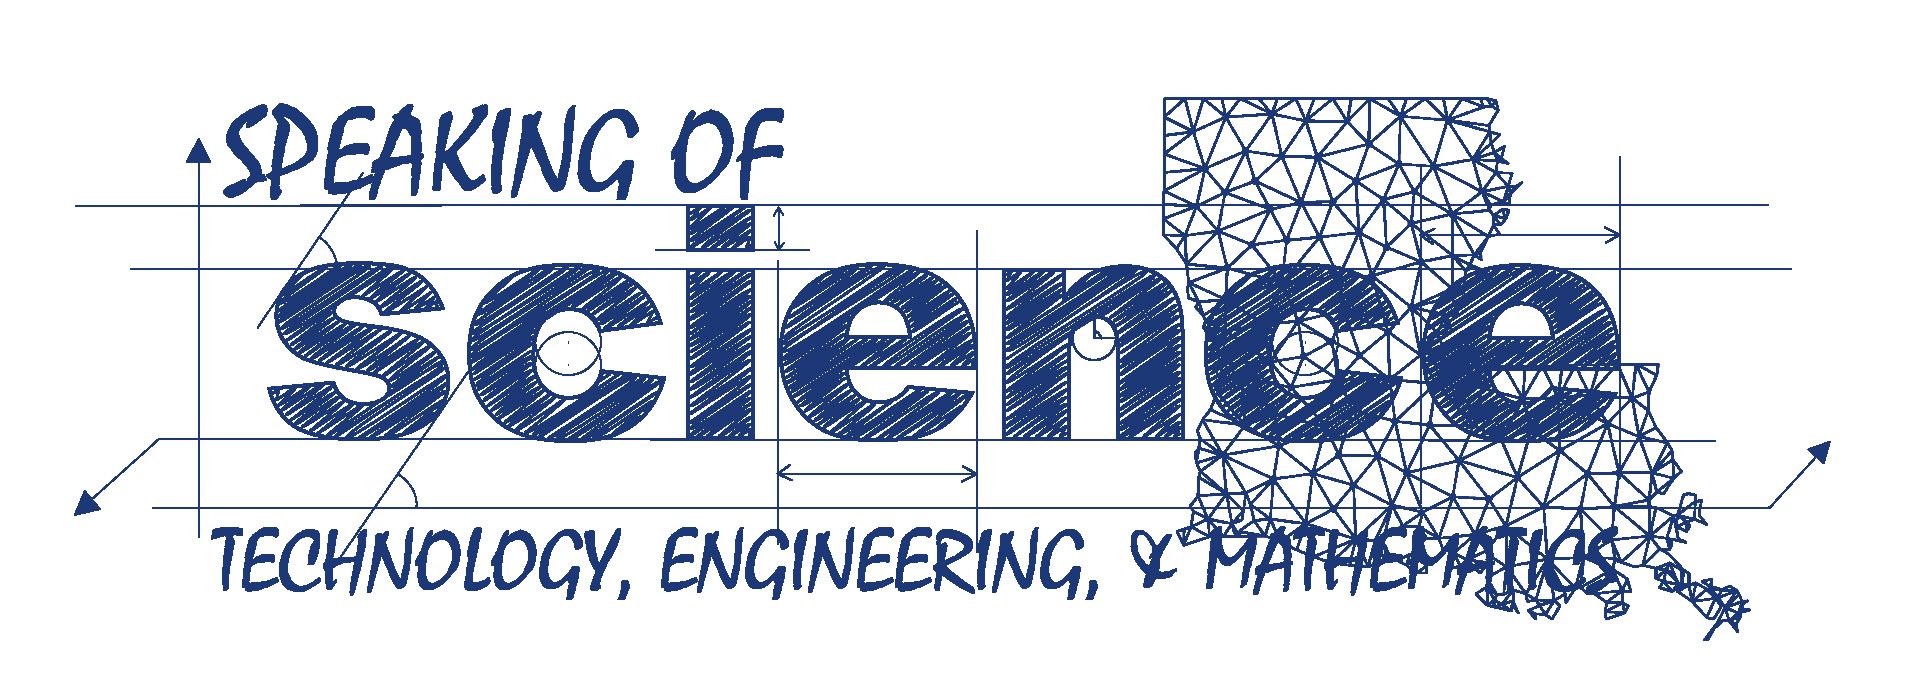 SPEAKING OF
science
TECHNOLOGY, ENGINEERING, & MATHEMATICS